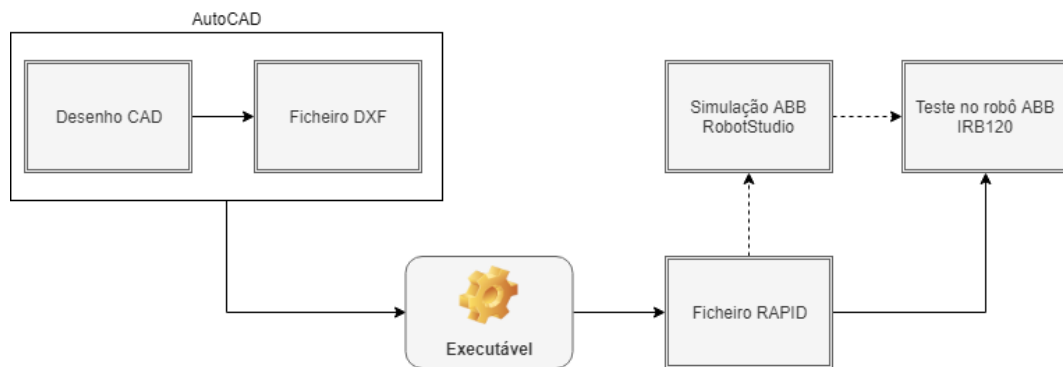 AutoCAD
Desenho CAD
Ficheiro DXF
Simulação ABB
RobotStudio
Teste no robô ABB
IRB120
Executável
Ficheiro RAPID